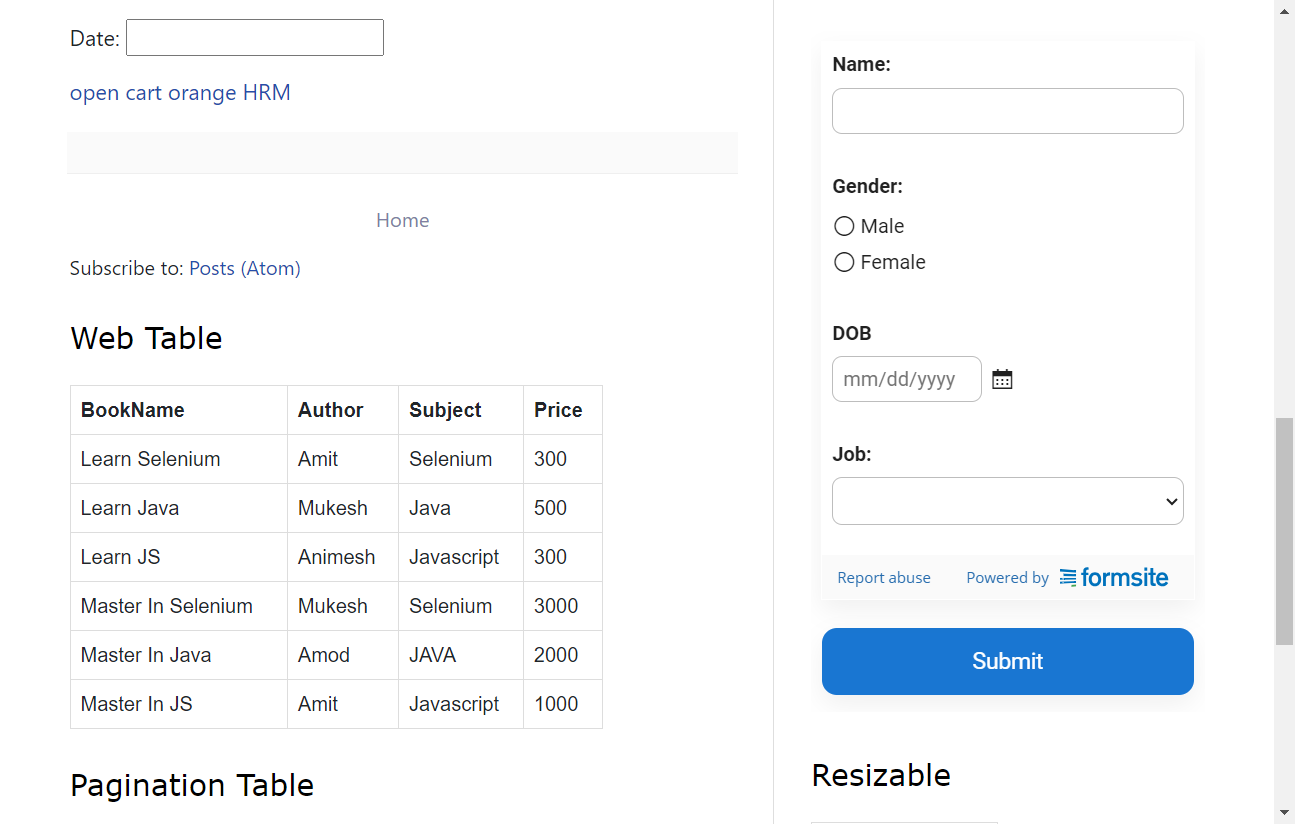 Date:
open cart orange HRM
Home
Subscribe to: Posts (Atom)
Web Table
BookName Author Subject Price
Learn Selenium Amit Selenium 300
Learn Java Mukesh Java 500
Learn JS Animesh Javascript 300
Master In Selenium Mukesh Selenium 3000
Master In Java Amod JAVA 2000
Master In JS Amit Javascript 1000
Pagination Table
Name:
Gender:
Male
Female
DOB
mm/dd/yyyy
Job:
Report abuse Powered by formsite
Submit
Resizable